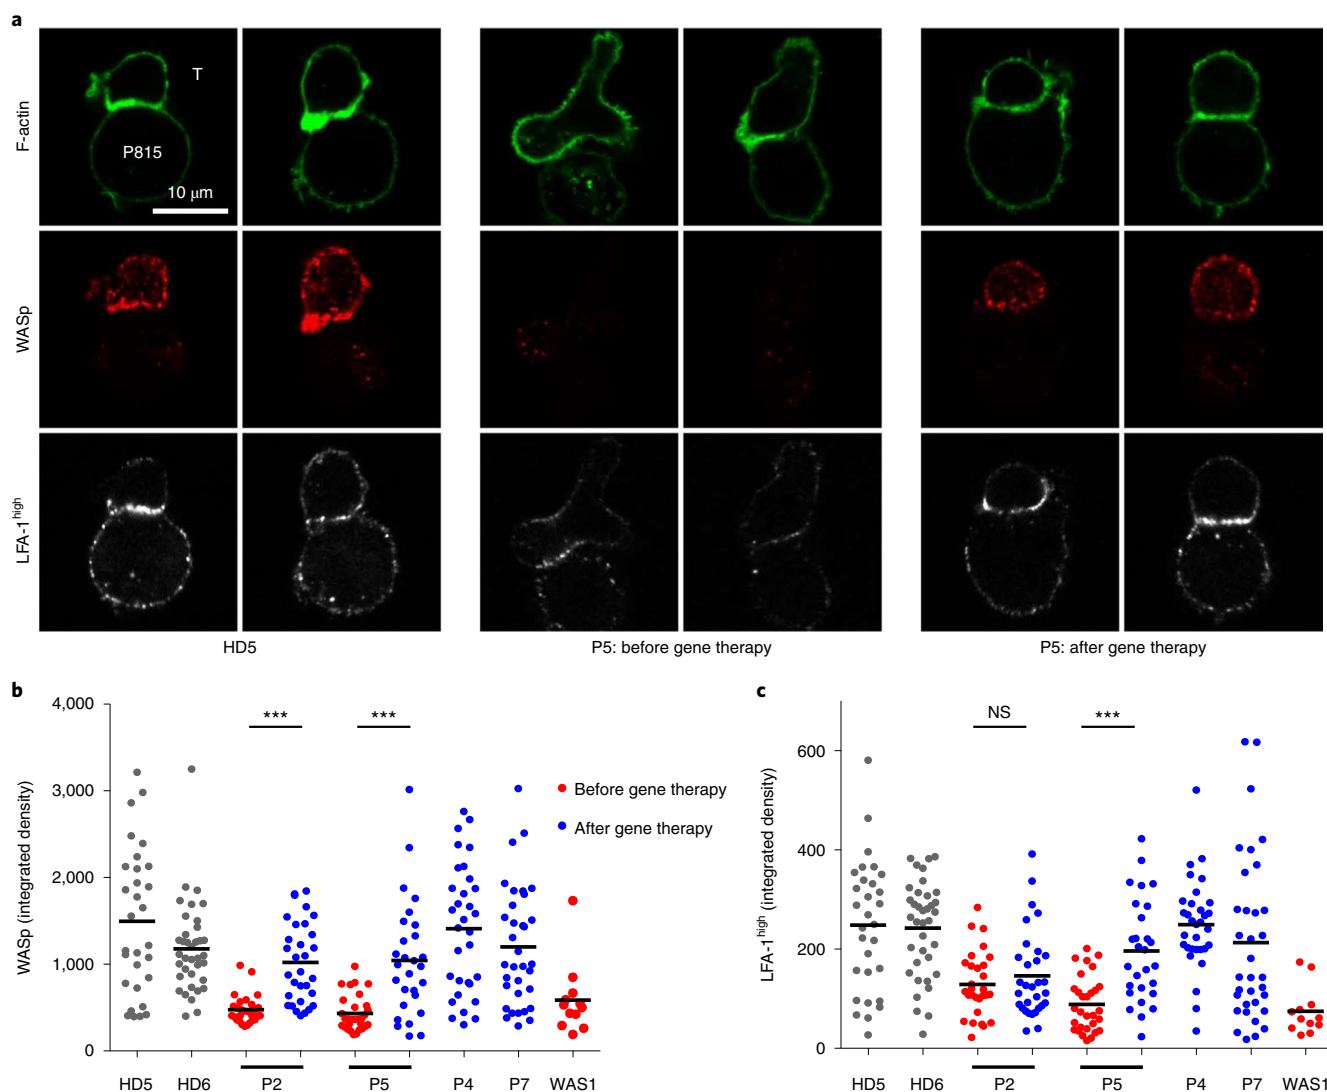 a
F-actin
T
P815
10 μm
WASp
LFA-1high
HD5
P5: before gene therapy
P5: after gene therapy
b
WASp (integrated density)
4,000
3,000
2,000
1,000
0
***
***
Before gene therapy
After gene therapy
HD5 HD6 P2 P5 P4 P7 WAS1
c
LFA-1high (integrated density)
600
400
200
0
NS
***
HD5 HD6 P2 P5 P4 P7 WAS1